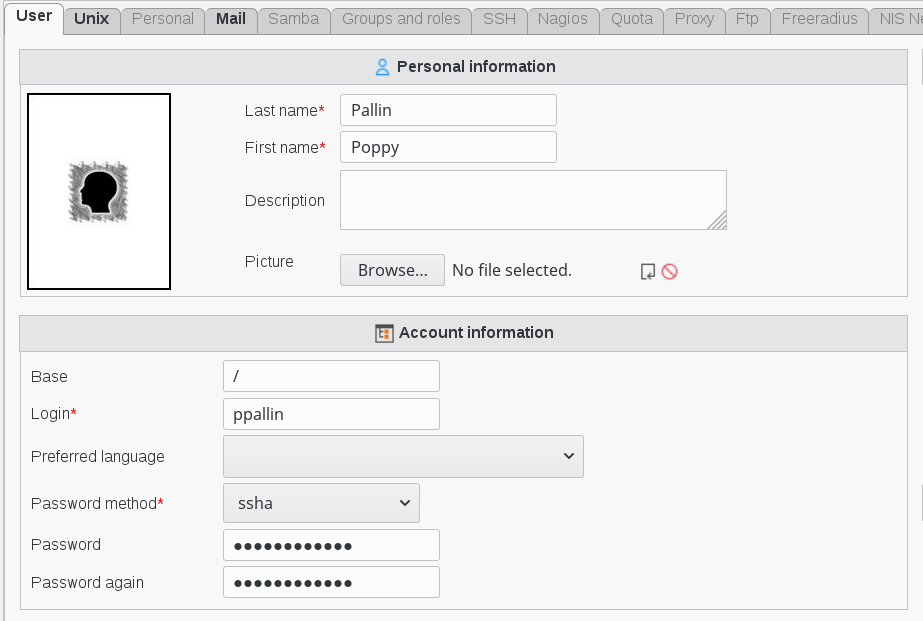 User Unix Personal Mail Samba Groups and roles SSH Nagios Quota Proxy Ftp Freeradius NIS
Personal information
Last name* Pallin
First name* Poppy
Description
Picture Browse... No file selected.
Account information
Base /
Login* ppallin
Preferred language
Password method* ssha
Password ●●●●●●●●●●●●
Password again ●●●●●●●●●●●●